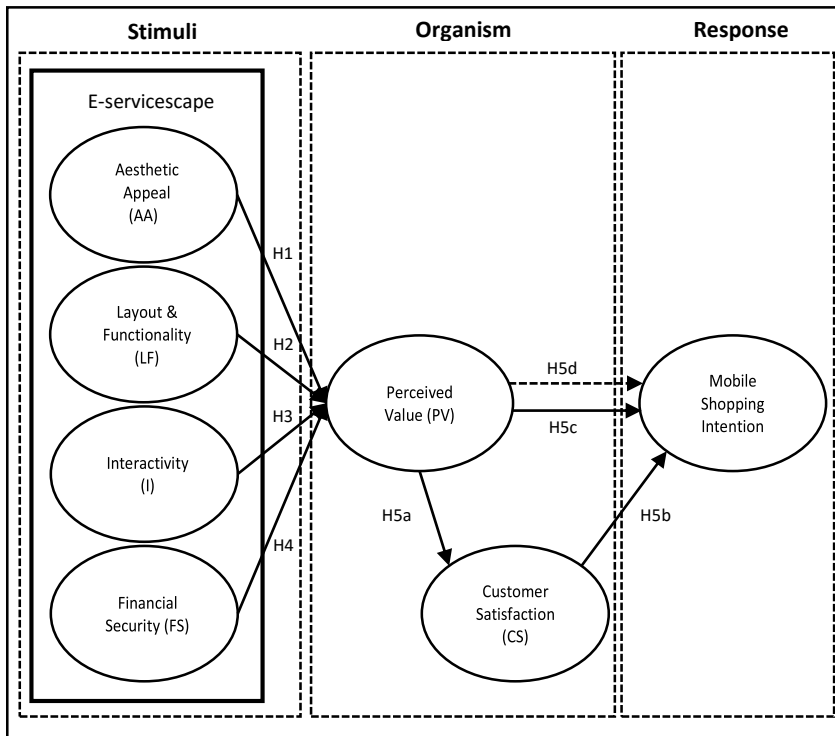 Stimuli
Organism
Response
E-servicescape
Aesthetic
Appeal
(AA)
H1
Layout &
Functionality
(LF)
H2
Interactivity
(I)
H3
Financial
Security (FS)
H4
Perceived
Value (PV)
H5d
H5c
Mobile
Shopping
Intention
H5a
H5b
Customer
Satisfaction
(CS)